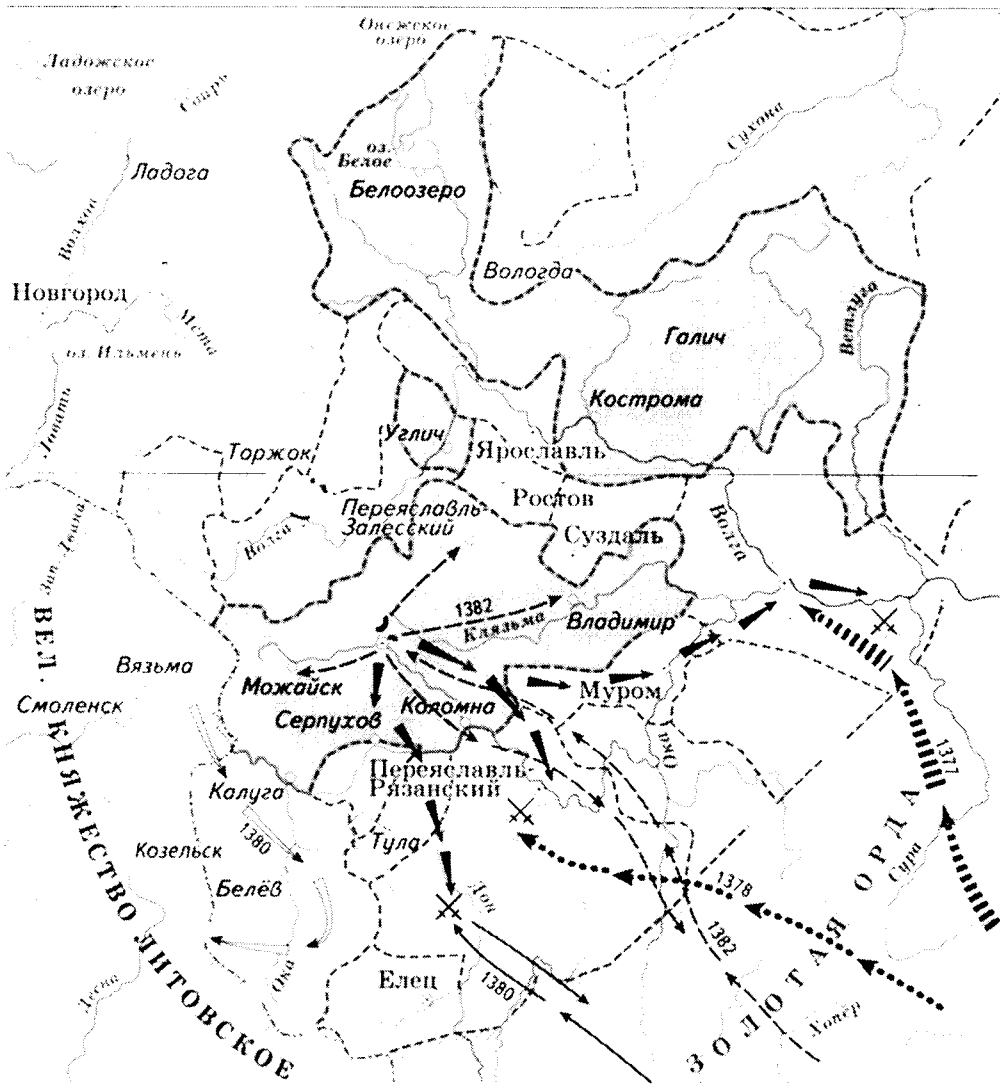 Онежское
озеро
Ладожское
озеро
Свирь
Сухона
оз.
Белое
Белоозеро
Ладога
Волхов
Вологда
Новгород
Мста
Ветлуга
Галич
оз. Ильмень
Кострома
Ловать
Углич
Торжок
Ярославль
Ростов
Переяславль-
Залесский
Волга
Суздаль
Волга
Зап. Двина
1382
Клязьма
Владимир
Вязьма
Можайск
Муром
Смоленск
Серпухов
Коломна
Ока
1377
Переяславль-
Рязанский
Калуга
Тула
1380
Козельск
Белёв
Сура
1378
Дон
1382
Елец
1380
Ока
Десна
Хопёр
ВЕЛ. КНЯЖЕСТВО ЛИТОВСКОЕ
ЗОЛОТАЯ ОРДА